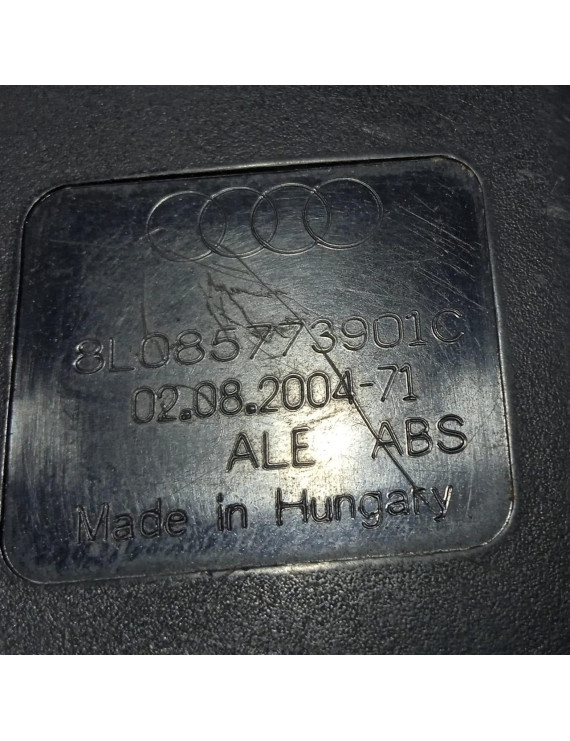 8L085773901C
02.08.2004-71
ALE ABS
Made in Hungary